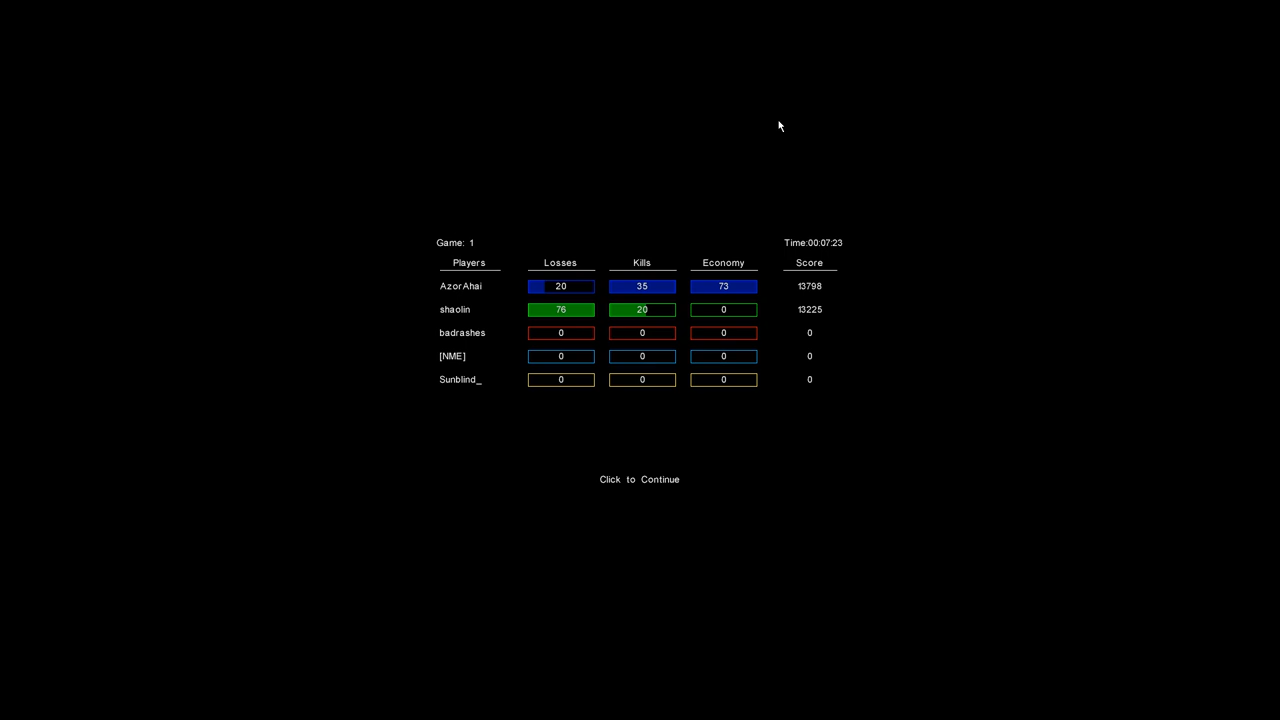 Game: 1 Time:00:07:23
Players Losses Kills Economy Score
AzorAhai 20 35 73 13798
shaolin 76 20 0 13225
badrashes 0 0 0 0
[NME] 0 0 0 0
Sunblind_ 0 0 0 0
Click to Continue